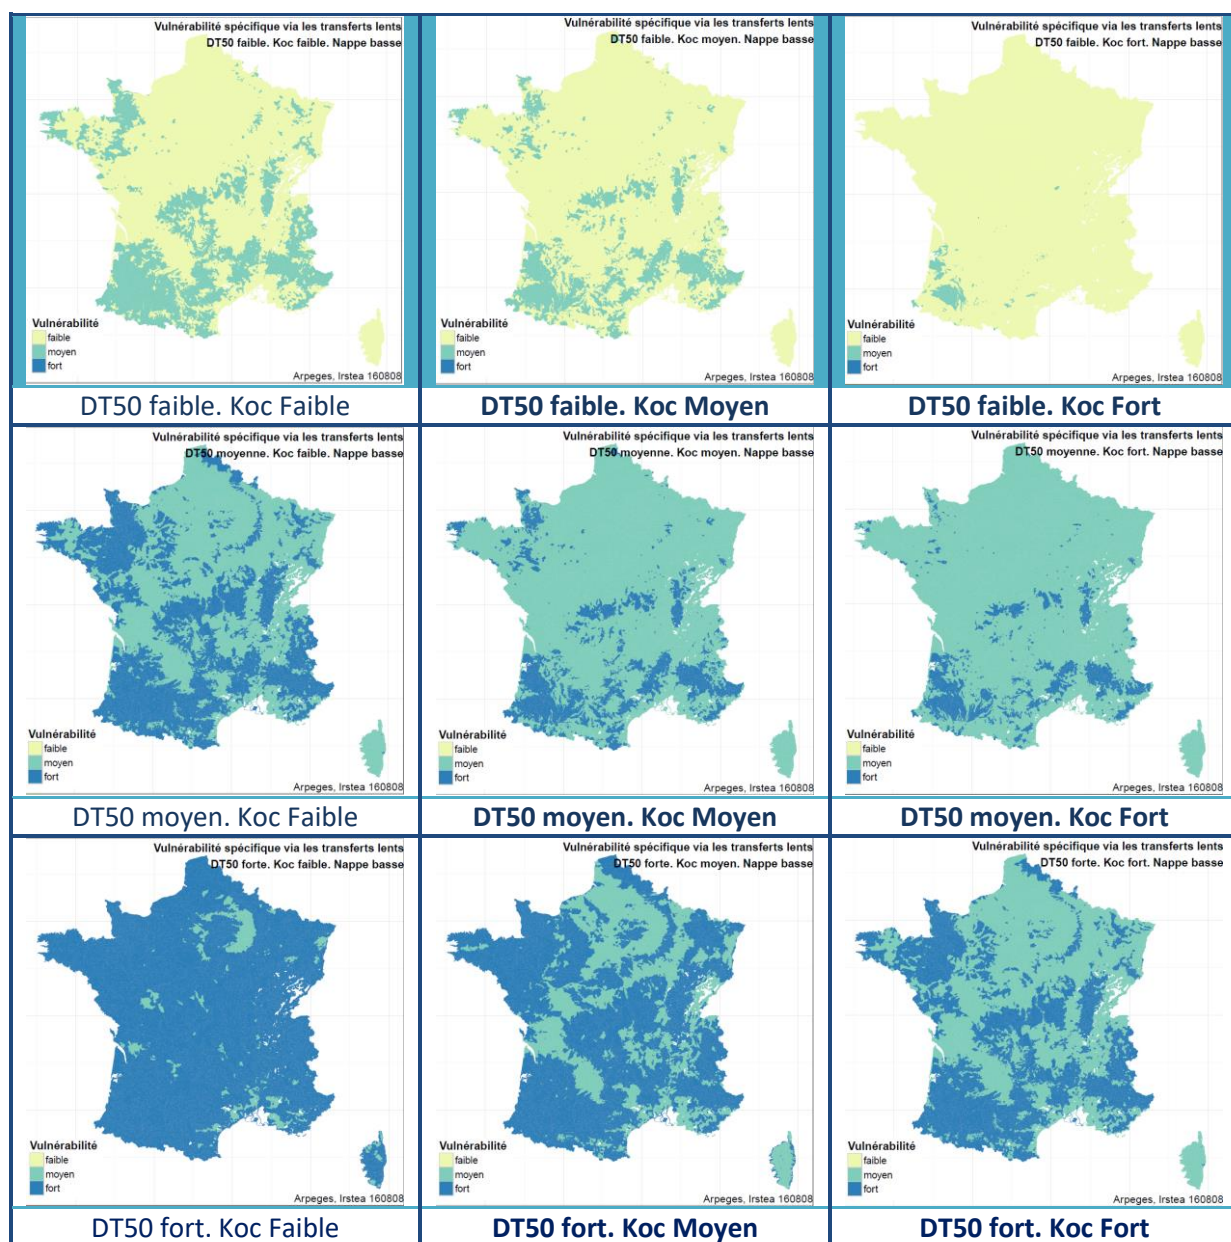 Vulnérabilité spécifique via les transferts lents
DT50 faible. Koc faible. Nappe basse
Vulnérabilité
faible
moyen
fort
Arpeges, Irstea 160808
Vulnérabilité spécifique via les transferts lents
DT50 faible. Koc moyen. Nappe basse
Vulnérabilité
faible
moyen
fort
Arpeges, Irstea 160808
Vulnérabilité spécifique via les transferts lents
DT50 faible. Koc fort. Nappe basse
Vulnérabilité
faible
moyen
fort
Arpeges, Irstea 160808
DT50 faible. Koc Faible
DT50 faible. Koc Moyen
DT50 faible. Koc Fort
Vulnérabilité spécifique via les transferts lents
DT50 moyenne. Koc faible. Nappe basse
Vulnérabilité
faible
moyen
fort
Arpeges, Irstea 160808
Vulnérabilité spécifique via les transferts lents
DT50 moyenne. Koc moyen. Nappe basse
Vulnérabilité
faible
moyen
fort
Arpeges, Irstea 160808
Vulnérabilité spécifique via les transferts lents
DT50 moyenne. Koc fort. Nappe basse
Vulnérabilité
faible
moyen
fort
Arpeges, Irstea 160808
DT50 moyen. Koc Faible
DT50 moyen. Koc Moyen
DT50 moyen. Koc Fort
Vulnérabilité spécifique via les transferts lents
DT50 forte. Koc faible. Nappe basse
Vulnérabilité
faible
moyen
fort
Arpeges, Irstea 160808
Vulnérabilité spécifique via les transferts lents
DT50 forte. Koc moyen. Nappe basse
Vulnérabilité
faible
moyen
fort
Arpeges, Irstea 160808
Vulnérabilité spécifique via les transferts lents
DT50 forte. Koc fort. Nappe basse
Vulnérabilité
faible
moyen
fort
Arpeges, Irstea 160808
DT50 fort. Koc Faible
DT50 fort. Koc Moyen
DT50 fort. Koc Fort